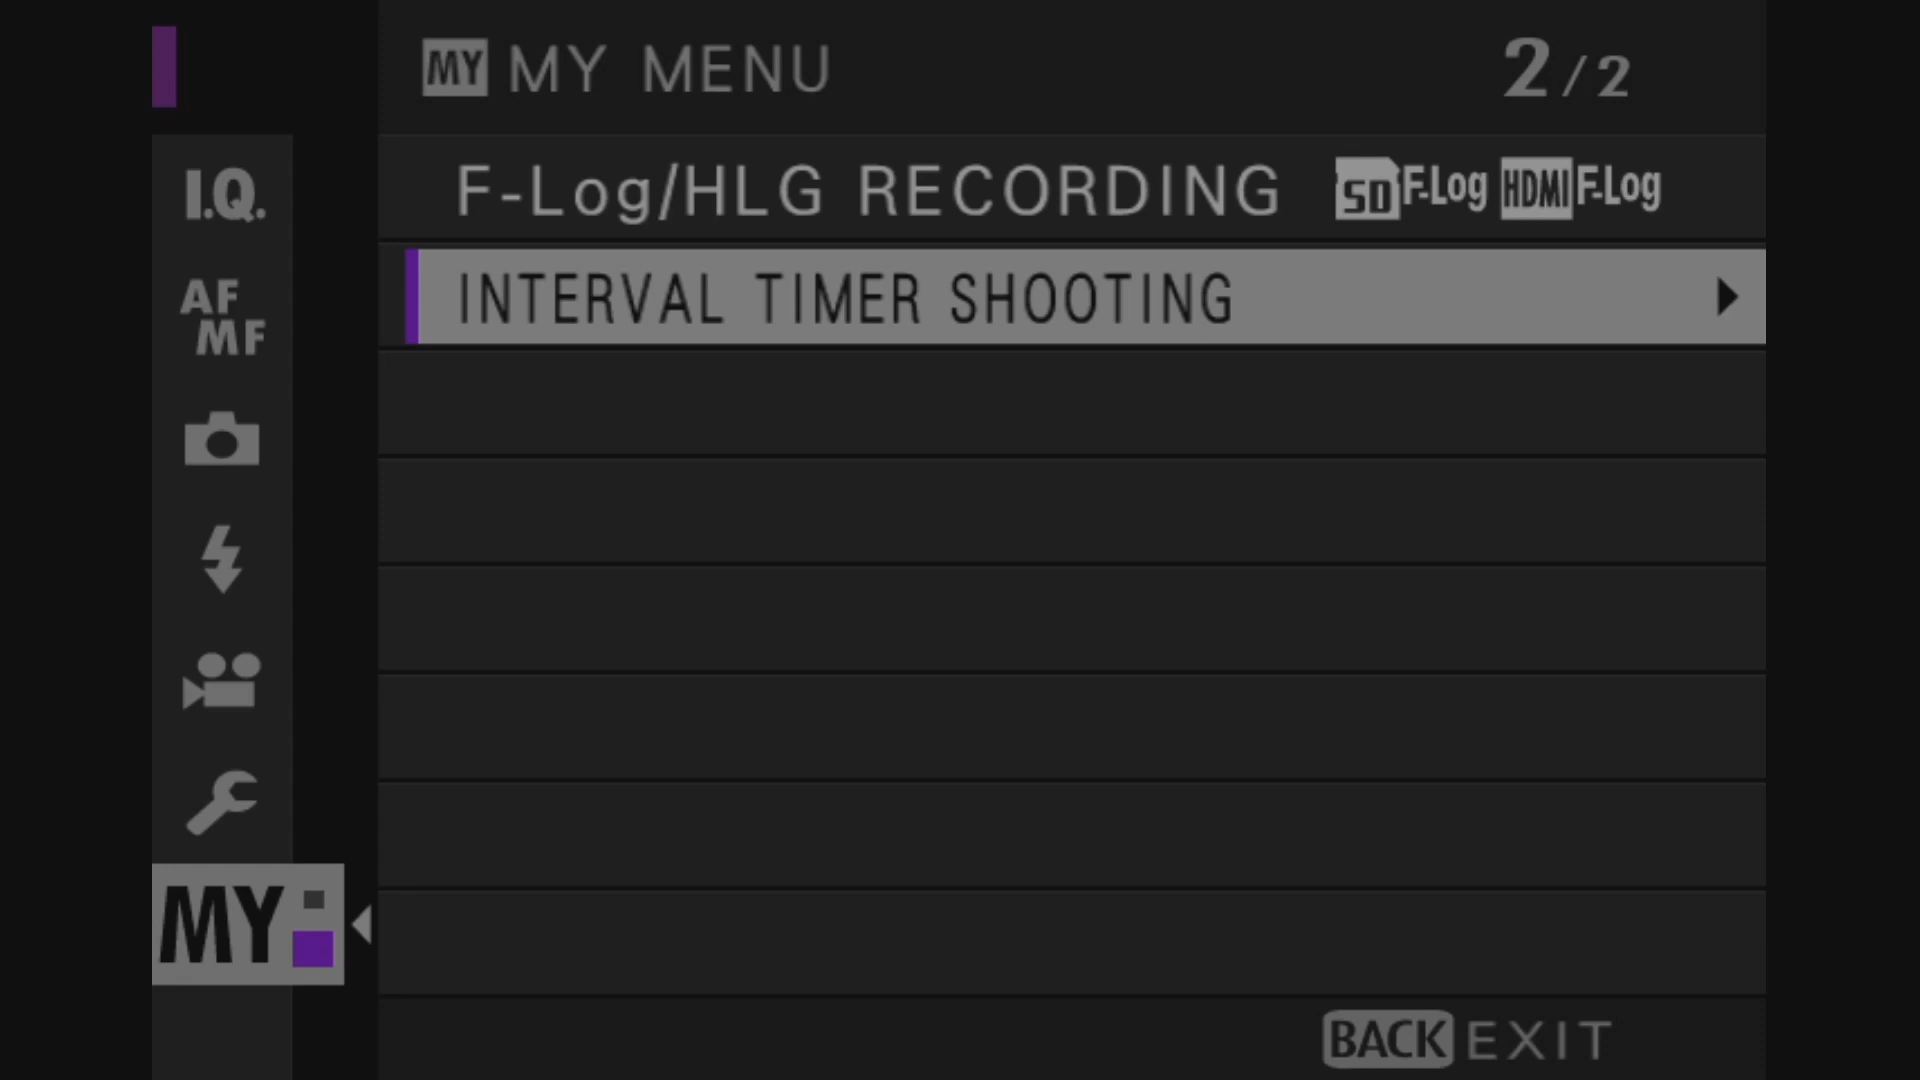 MY MY MENU 2/2
I.Q.
F-Log/HLG RECORDING SD F-Log HDMI F-Log
AF
MF
INTERVAL TIMER SHOOTING
MY
BACK EXIT